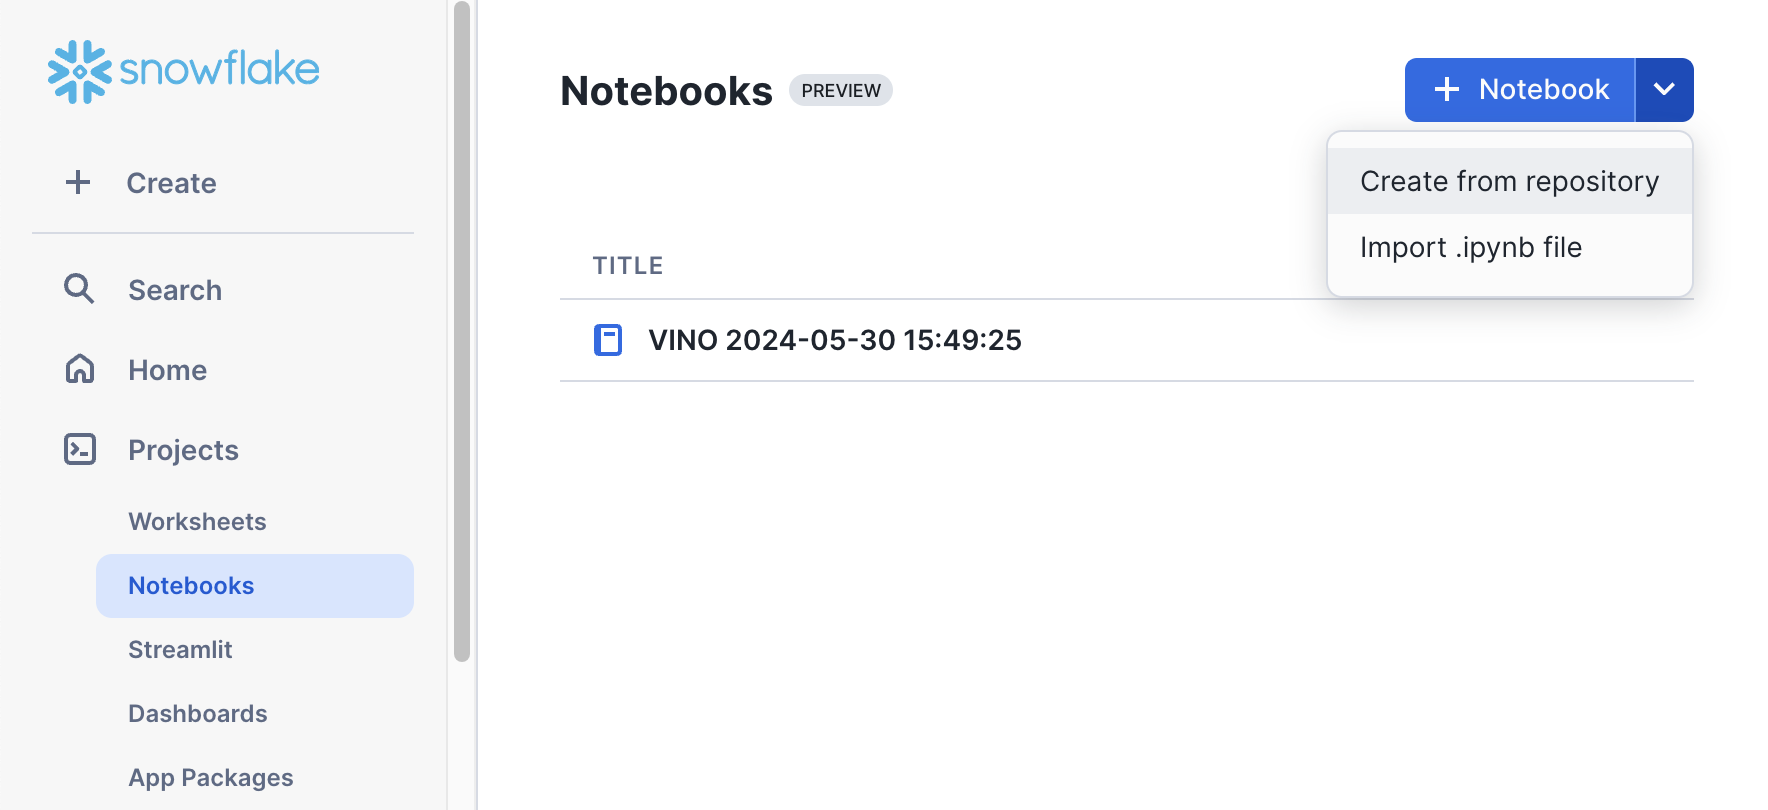 snowflake
Create
Search
Home
Projects
Worksheets
Notebooks
Streamlit
Dashboards
App Packages
Notebooks PREVIEW
Notebook
Create from repository
Import .ipynb file
TITLE
VINO 2024-05-30 15:49:25